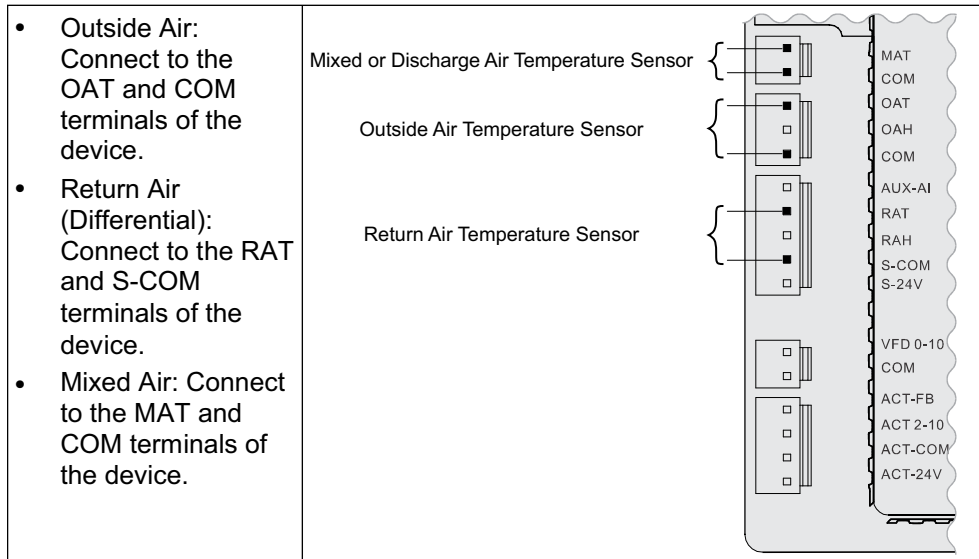 • Outside Air:
Connect to the
OAT and COM
terminals of the
device.
• Return Air
(Differential):
Connect to the RAT
and S-COM
terminals of the
device.
• Mixed Air: Connect
to the MAT and
COM terminals of
the device.
Mixed or Discharge Air Temperature Sensor
Outside Air Temperature Sensor
Return Air Temperature Sensor
MAT
COM
OAT
OAH
COM
AUX-AI
RAT
RAH
S-COM
S-24V
VFD 0-10
COM
ACT-FB
ACT 2-10
ACT-COM
ACT-24V